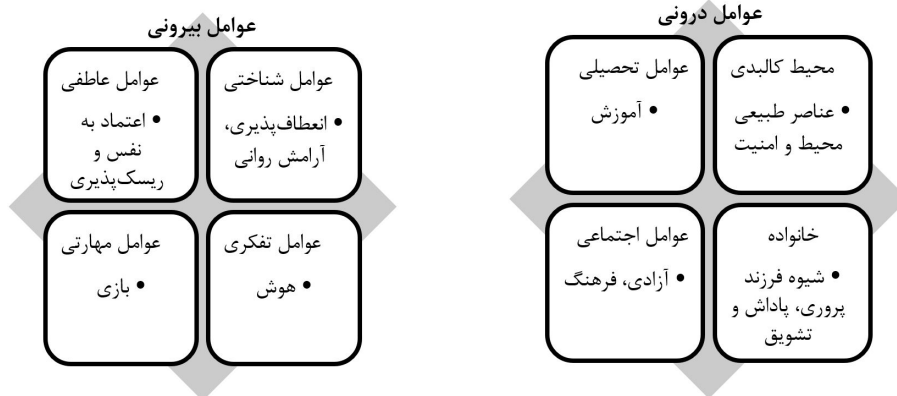 عوامل درونی
محیط کالبدی
• عناصر طبیعی
محیط و امنیت
عوامل تحصیلی
• آموزش
خانواده
• شیوه فرزند
پروری، پاداش و
تشویق
عوامل اجتماعی
• آزادی، فرهنگ
عوامل بیرونی
عوامل شناختی
• انعطاف‌پذیری،
آرامش روانی
عوامل عاطفی
• اعتماد به
نفس و
ریسک‌پذیری
عوامل تفکری
• هوش
عوامل مهارتی
• بازی